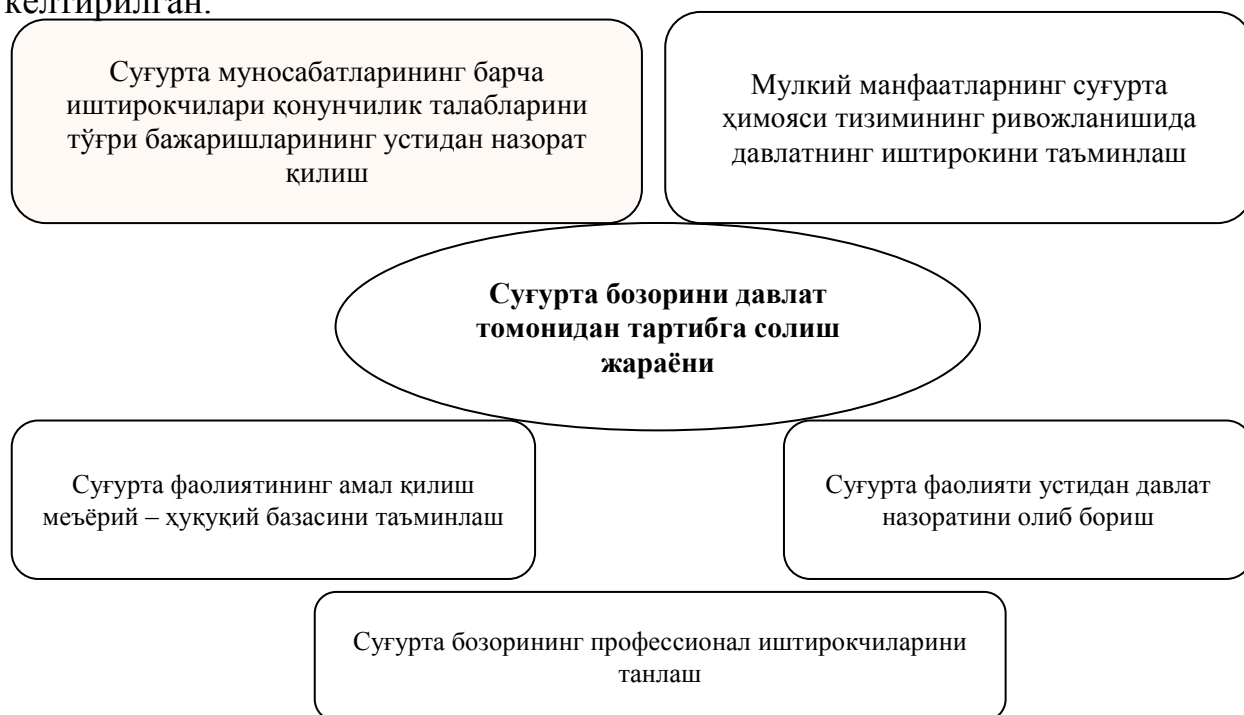 келтирилган.
Суғурта муносабатларининг барча
иштирокчилари қонунчилик талабларини
тўғри бажаришларининг устидан назорат
қилиш
Мулкий манфаатларнинг суғурта
ҳимояси тизимининг ривожланишида
давлатнинг иштирокини таъминлаш
Суғурта бозорини давлат
томонидан тартибга солиш
жараёни
Суғурта фаолиятининг амал қилиш
меъёрий – ҳуқуқий базасини таъминлаш
Суғурта фаолияти устидан давлат
назоратини олиб бориш
Суғурта бозорининг профессионал иштирокчиларини
танлаш